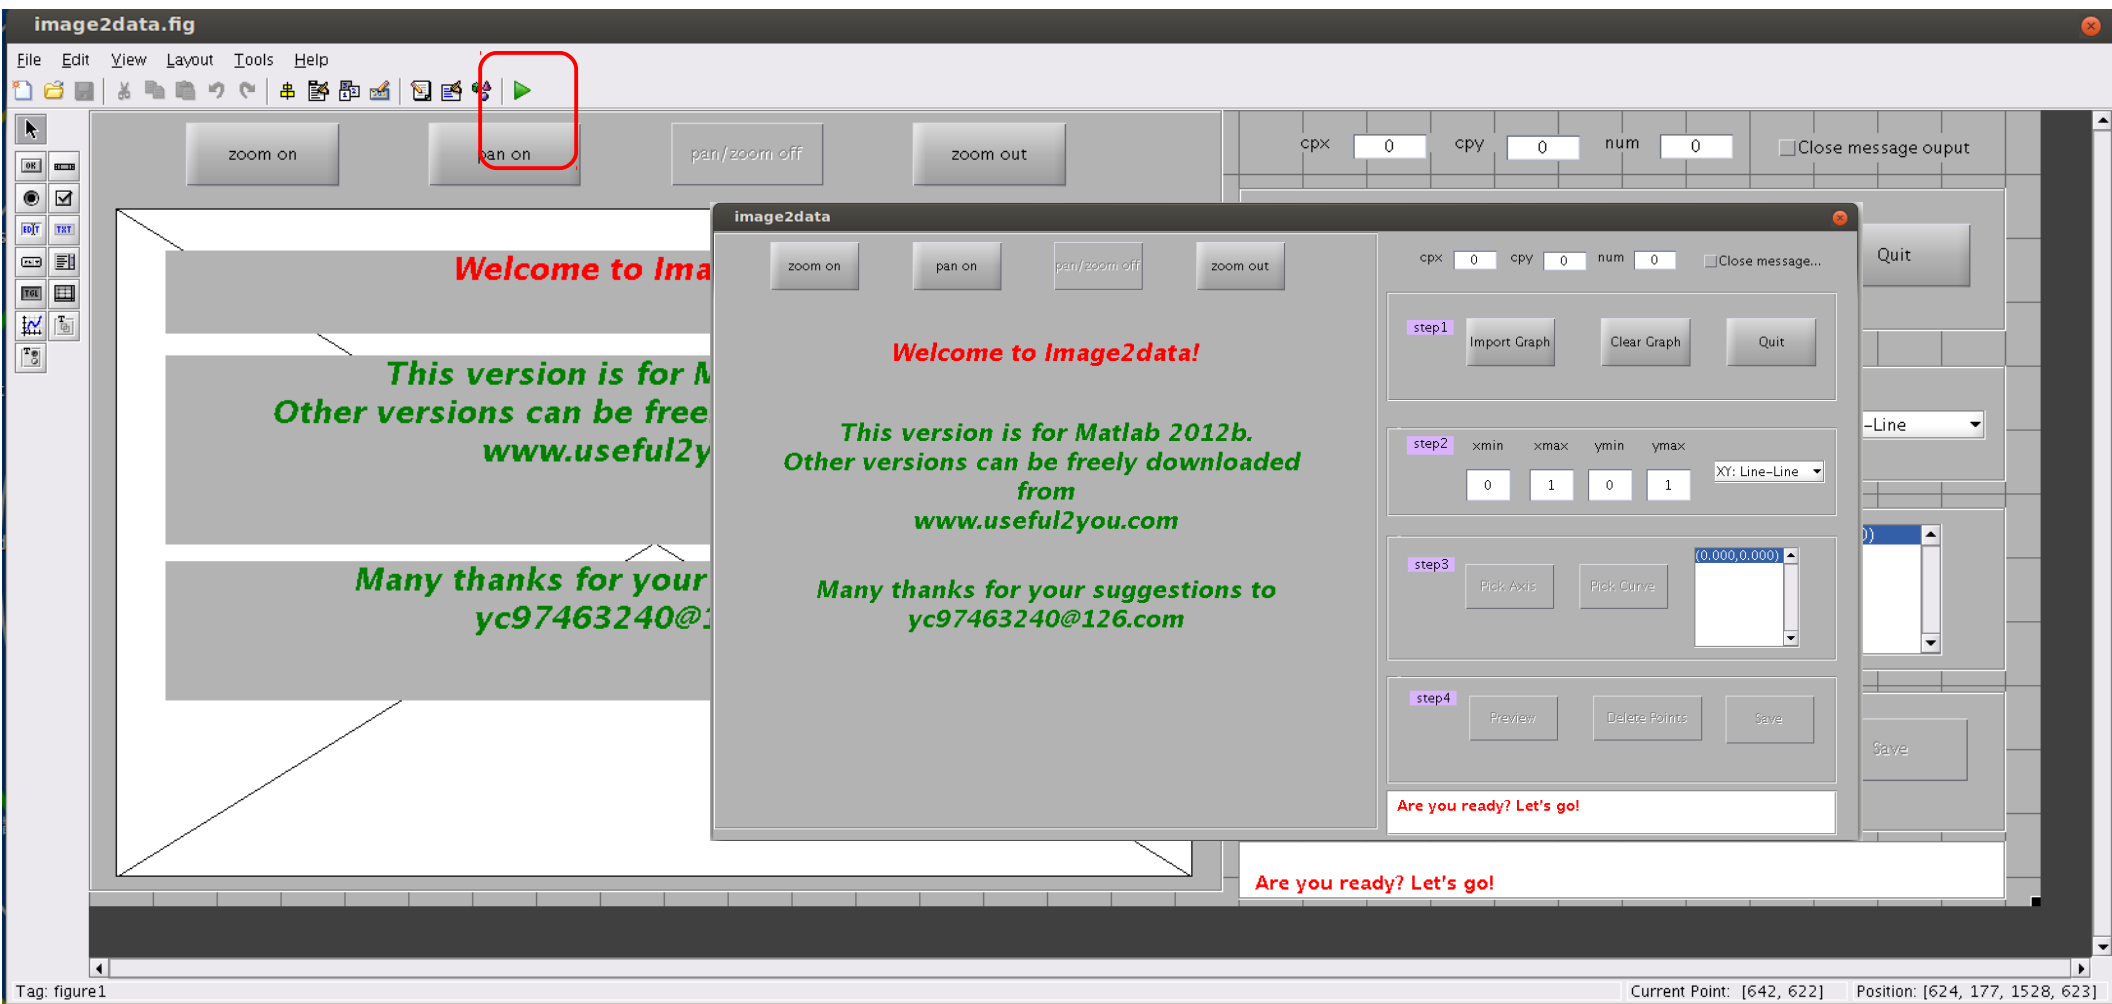 image2data.fig
File Edit View Layout Tools Help
zoom on pan on pan/zoom off zoom out
cpx 0 cpy 0 num 0 Close message ouput
OK
EDIT TXT
TGL
Welcome to Ima
This version is for M
Other versions can be free
www.useful2y
Many thanks for your
yc97463240@1
image2data
zoom on pan on pan/zoom off zoom out
Welcome to Image2data!
This version is for Matlab 2012b.
Other versions can be freely downloaded
from
www.useful2you.com
Many thanks for your suggestions to
yc97463240@126.com
cpx 0 cpy 0 num 0 Close message...
step1 Import Graph Clear Graph Quit
step2 xmin xmax ymin ymax
0 1 0 1 XY: Line-Line
step3 Pick Axis Pick Curve (0.000,0.000)
step4 Preview Delete Points Save
Are you ready? Let's go!
Quit
-Line
0)
Save
Are you ready? Let's go!
Tag: figure1
Current Point: [642, 622] Position: [624, 177, 1528, 623]